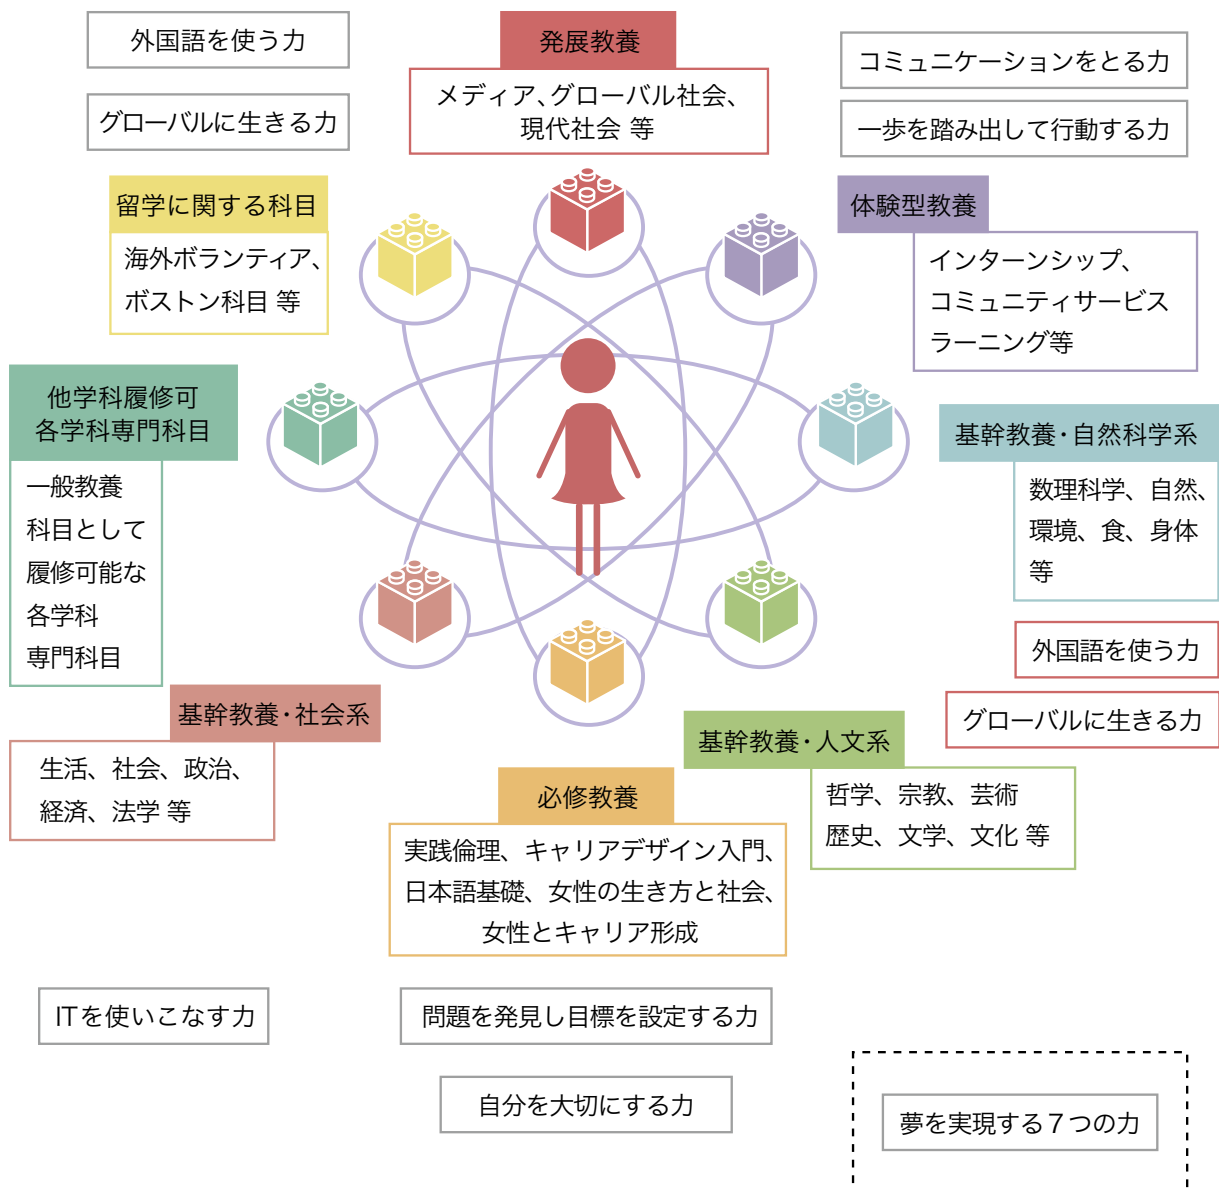 外国語を使う力
グローバルに生きる力
発展教養
メディア、グローバル社会、
現代社会 等
コミュニケーションをとる力
一歩を踏み出して行動する力
留学に関する科目
海外ボランティア、
ボストン科目 等
体験型教養
インターンシップ、
コミュニティサービス
ラーニング等
他学科履修可
各学科専門科目
一般教養
科目として
履修可能な
各学科
専門科目
基幹教養・自然科学系
数理科学、自然、
環境、食、身体
等
外国語を使う力
グローバルに生きる力
基幹教養・社会系
生活、社会、政治、
経済、法学 等
基幹教養・人文系
哲学、宗教、芸術
歴史、文学、文化 等
必修教養
実践倫理、キャリアデザイン入門、
日本語基礎、女性の生き方と社会、
女性とキャリア形成
ITを使いこなす力
問題を発見し目標を設定する力
自分を大切にする力
夢を実現する７つの力